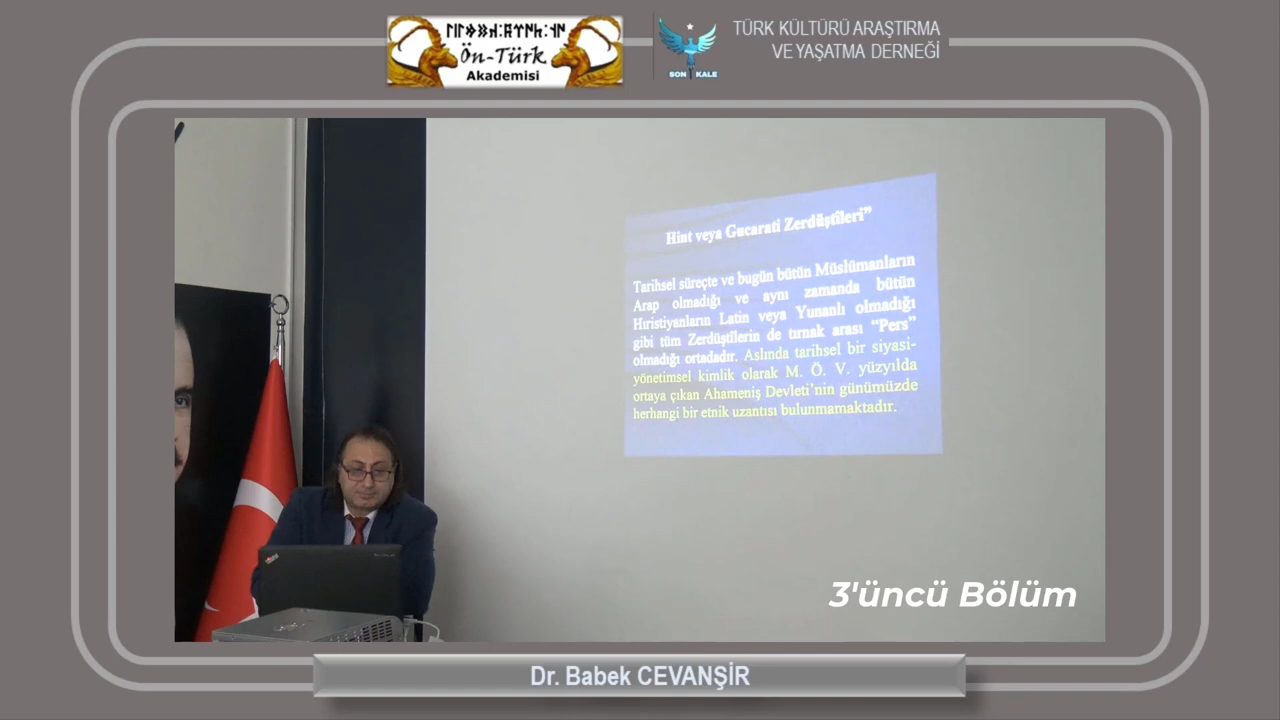 Ön-Türk
Akademisi
SON KALE
TÜRK KÜLTÜRÜ ARAŞTIRMA
VE YAŞATMA DERNEĞİ
Hint veya Gucarati Zerdüştîleri”
Tarihsel süreçte ve bugün bütün Müslümanların
Arap olmadığı ve aynı zamanda bütün
Hıristiyanların Latin veya Yunanlı olmadığı
gibi tüm Zerdüştîlerin de tırnak arası “Pers”
olmadığı ortadadır. Aslında tarihsel bir siyasi-
yönetimsel kimlik olarak M. Ö. V. yüzyılda
ortaya çıkan Ahameniş Devleti’nin günümüzde
herhangi bir etnik uzantısı bulunmamaktadır.
3'üncü Bölüm
Dr. Babek CEVANŞİR